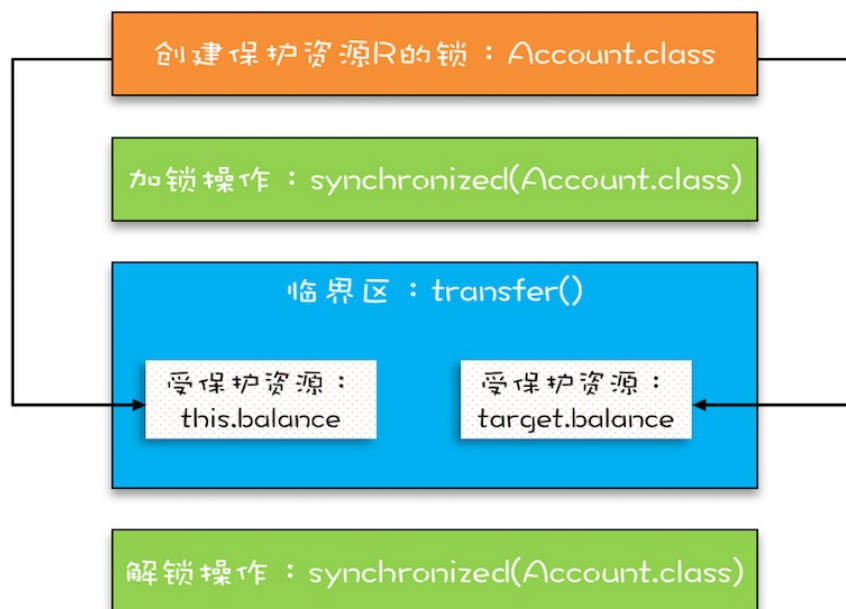 创建保护资源R的锁：Account.class
加锁操作：synchronized(Account.class)
临界区：transfer()
受保护资源：
this.balance
受保护资源：
target.balance
解锁操作：synchronized(Account.class)